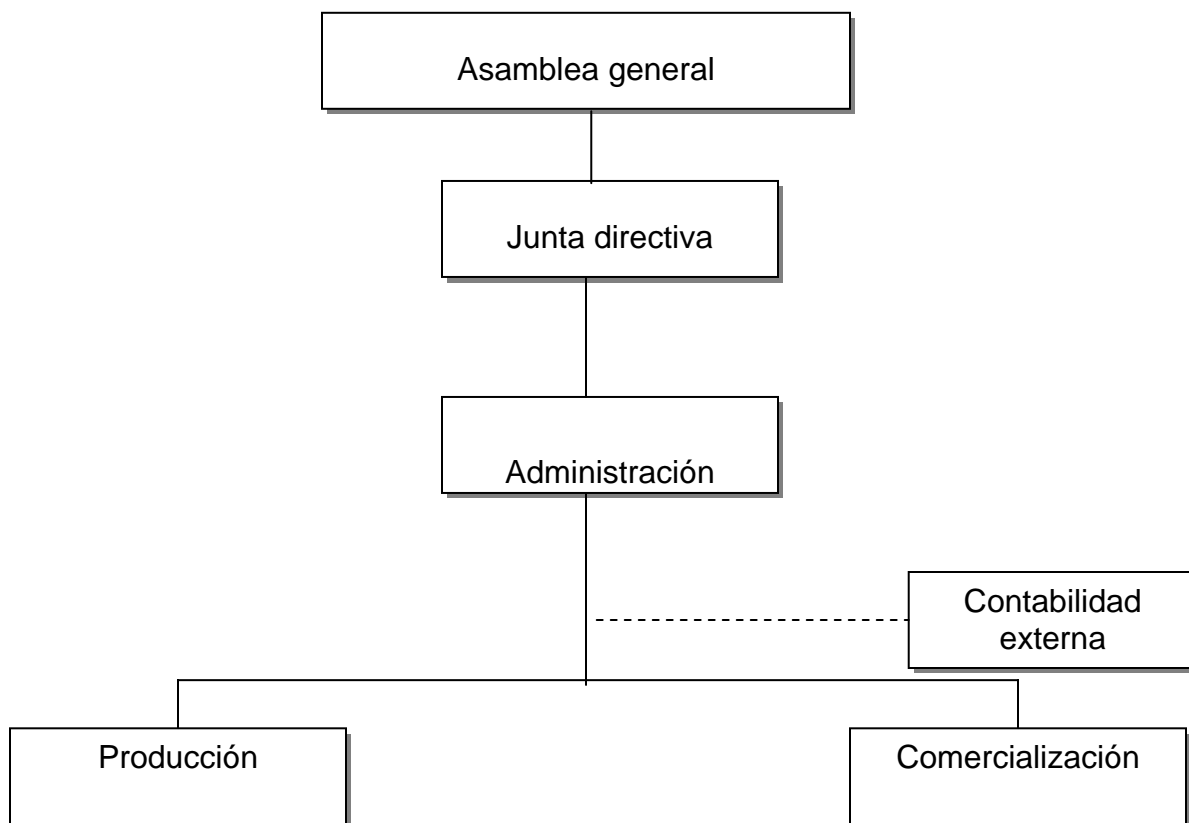 Asamblea general
Junta directiva
Administración
Contabilidad
externa
Producción
Comercialización